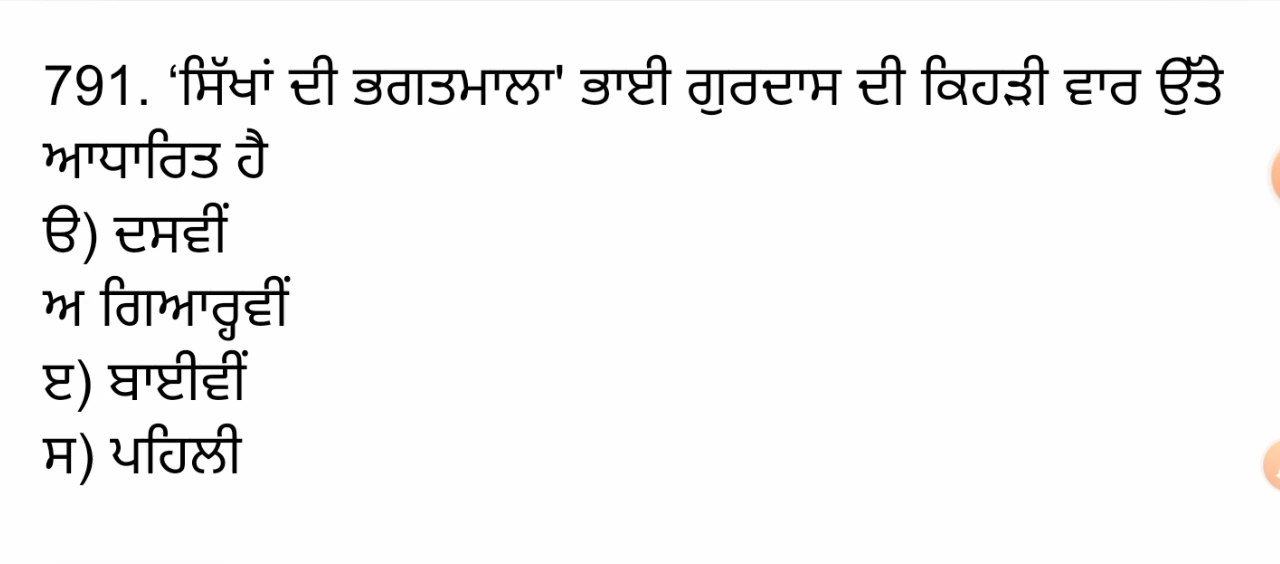 791. ‘ਸਿੱਖਾਂ ਦੀ ਭਗਤਮਾਲਾ' ਭਾਈ ਗੁਰਦਾਸ ਦੀ ਕਿਹੜੀ ਵਾਰ ਉੱਤੇ
ਆਧਾਰਿਤ ਹੈ
ੳ) ਦਸਵੀਂ
ਅ ਗਿਆਰ੍ਹਵੀਂ
ੲ) ਬਾਈਵੀਂ
ਸ) ਪਹਿਲੀ